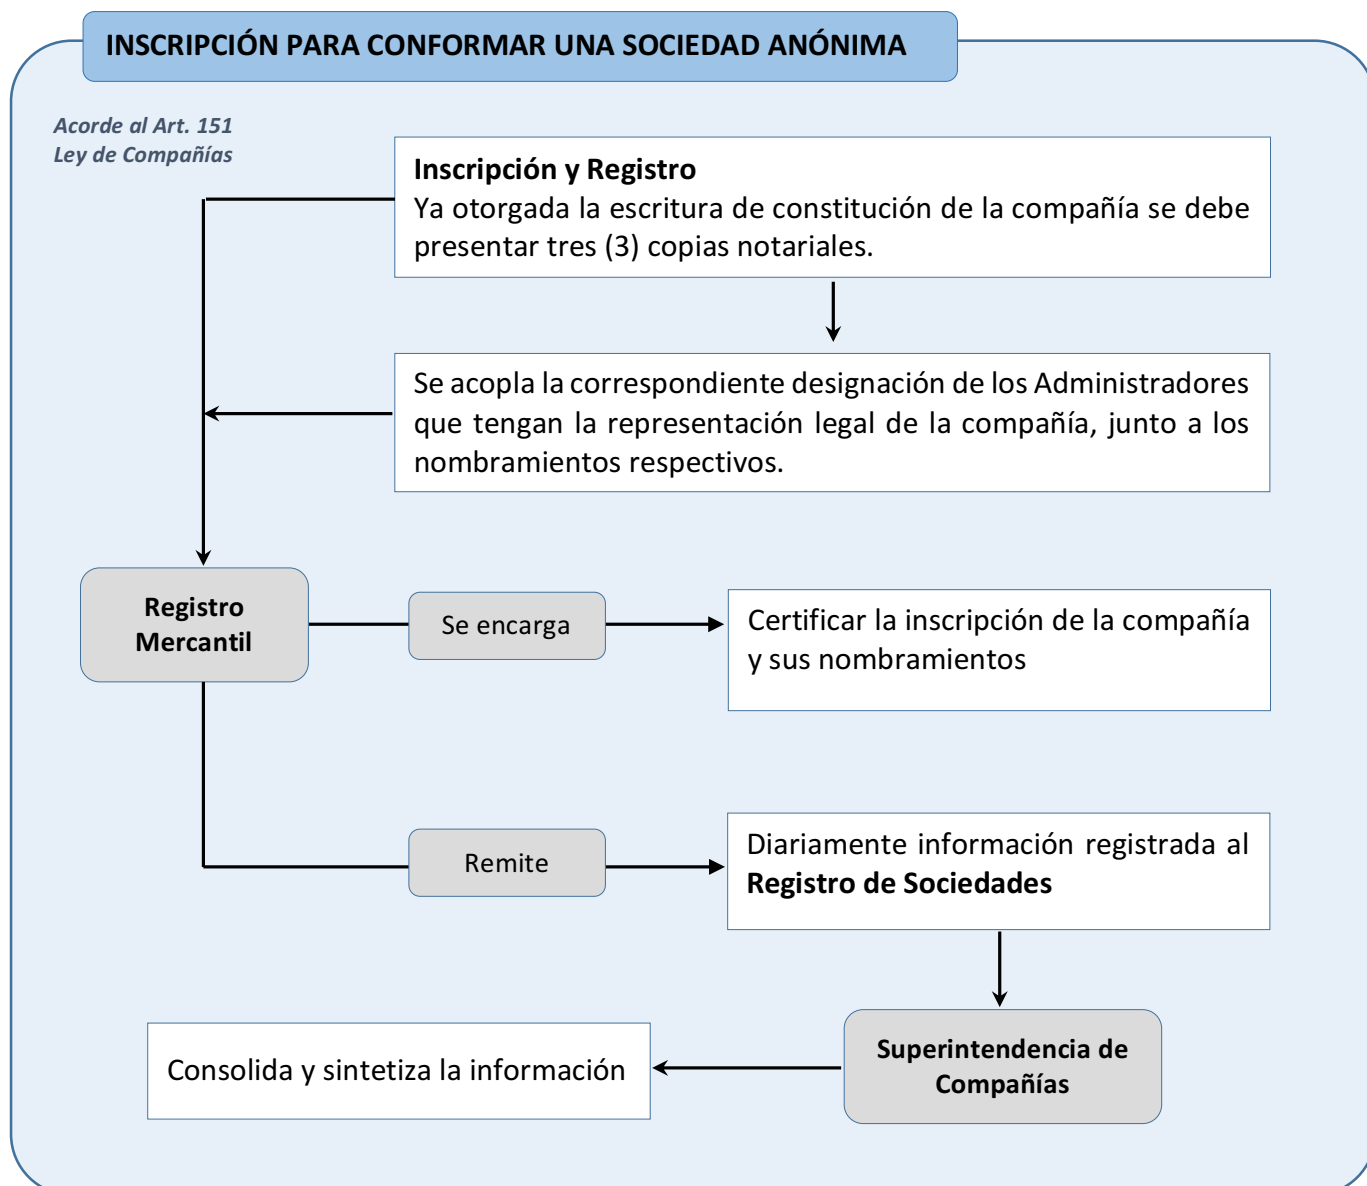 INSCRIPCIÓN PARA CONFORMAR UNA SOCIEDAD ANÓNIMA
Acorde al Art. 151
Ley de Compañías
Inscripción y Registro
Ya otorgada la escritura de constitución de la compañía se debe
presentar tres (3) copias notariales.
Se acopla la correspondiente designación de los Administradores
que tengan la representación legal de la compañía, junto a los
nombramientos respectivos.
Registro
Mercantil
Se encarga
Certificar la inscripción de la compañía
y sus nombramientos
Remite
Diariamente información registrada al
Registro de Sociedades
Superintendencia de
Compañías
Consolida y sintetiza la información